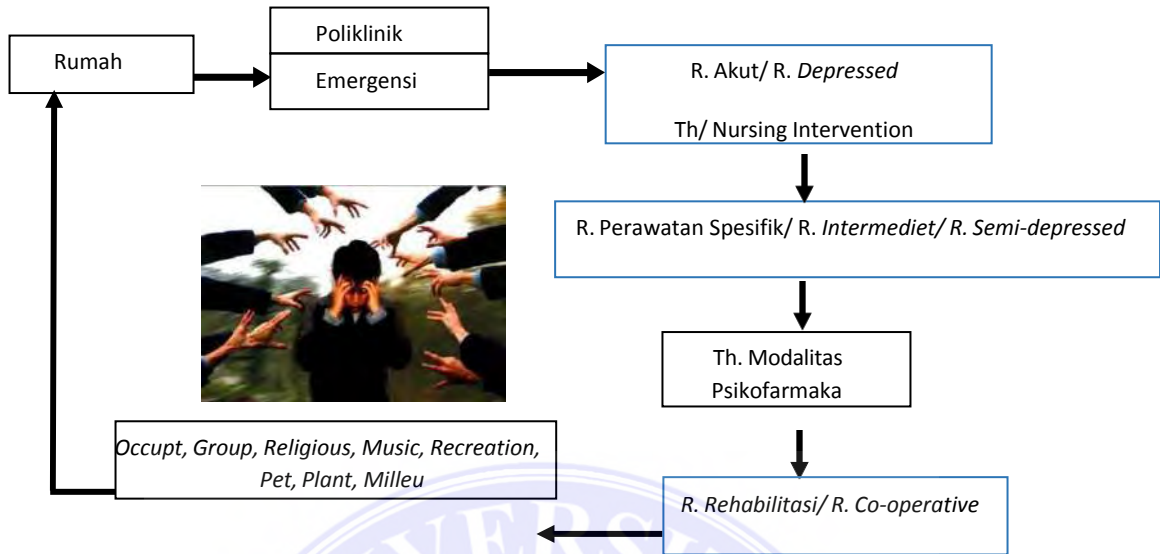 Rumah
Poliklinik
Emergensi
R. Akut/ R. Depressed
Th/ Nursing Intervention
R. Perawatan Spesifik/ R. Intermediet/ R. Semi-depressed
Th. Modalitas
Psikofarmaka
R. Rehabilitasi/ R. Co-operative
Occupt, Group, Religious, Music, Recreation,
Pet, Plant, Milleu
VERSI